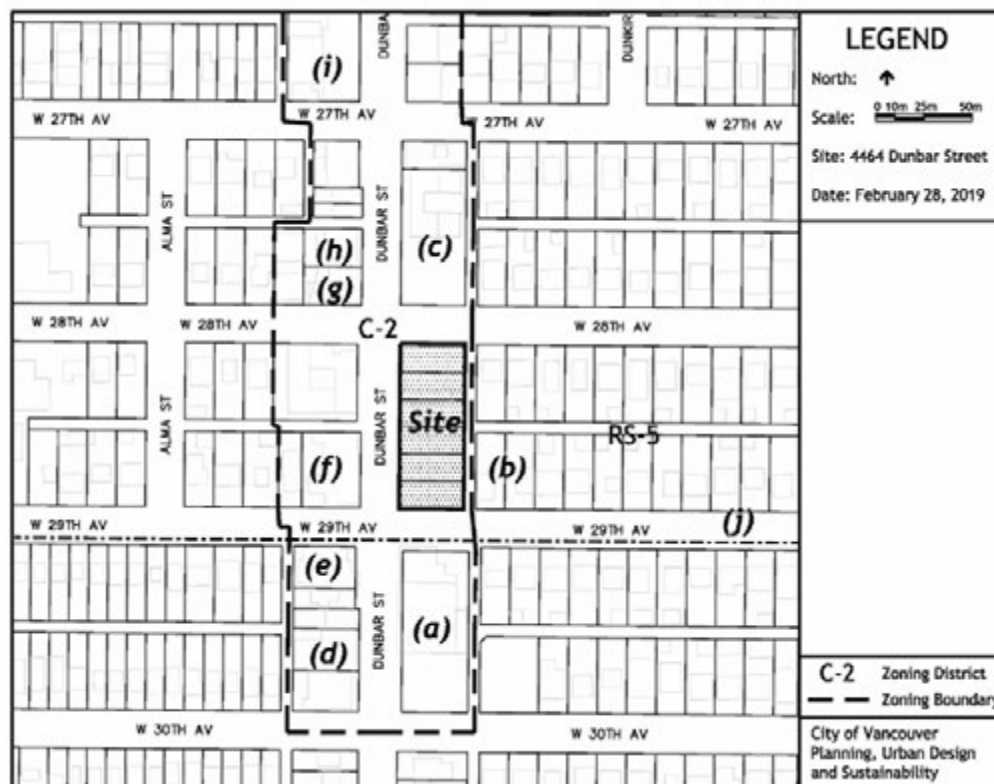 DUNBAR
DUNKIR
(i)
W 27TH AV
W 27TH AV
W 27TH AV
W 27TH AV
ALMA ST
DUNBAR ST
(h)
(c)
(g)
W 28TH AV
W 28TH AV
C-2
W 28TH AV
ALMA ST
DUNBAR ST
Site
RS-5
(f)
(b)
W 29TH AV
W 29TH AV
W 29TH AV
(j)
(e)
DUNBAR ST
(a)
(d)
W 30TH AV
W 30TH AV
LEGEND
North:
Scale: 0 10m 25m 50m
Site: 4464 Dunbar Street
Date: February 28, 2019
C-2 Zoning District
Zoning Boundary
City of Vancouver
Planning, Urban Design
and Sustainability